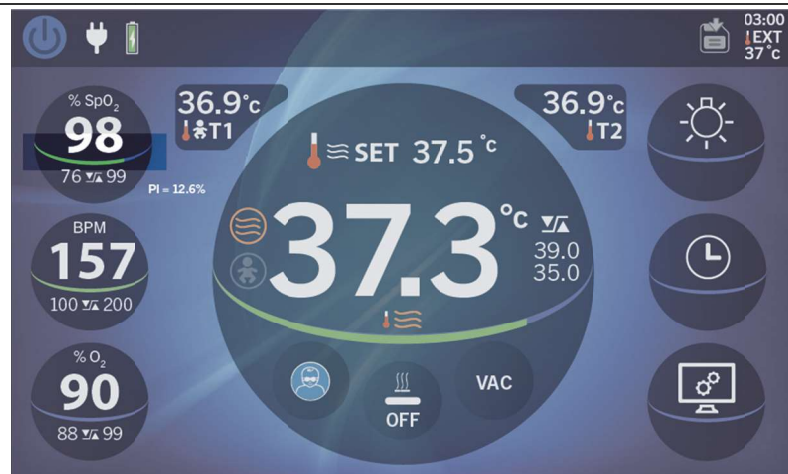 03:00
EXT
37°c
% SpO₂
98
76 99
PI = 12.6%
36.9°c
T1
36.9°c
T2
SET 37.5°c
37.3°c
39.0
35.0
BPM
157
100 200
% O₂
90
88 99
OFF
VAC